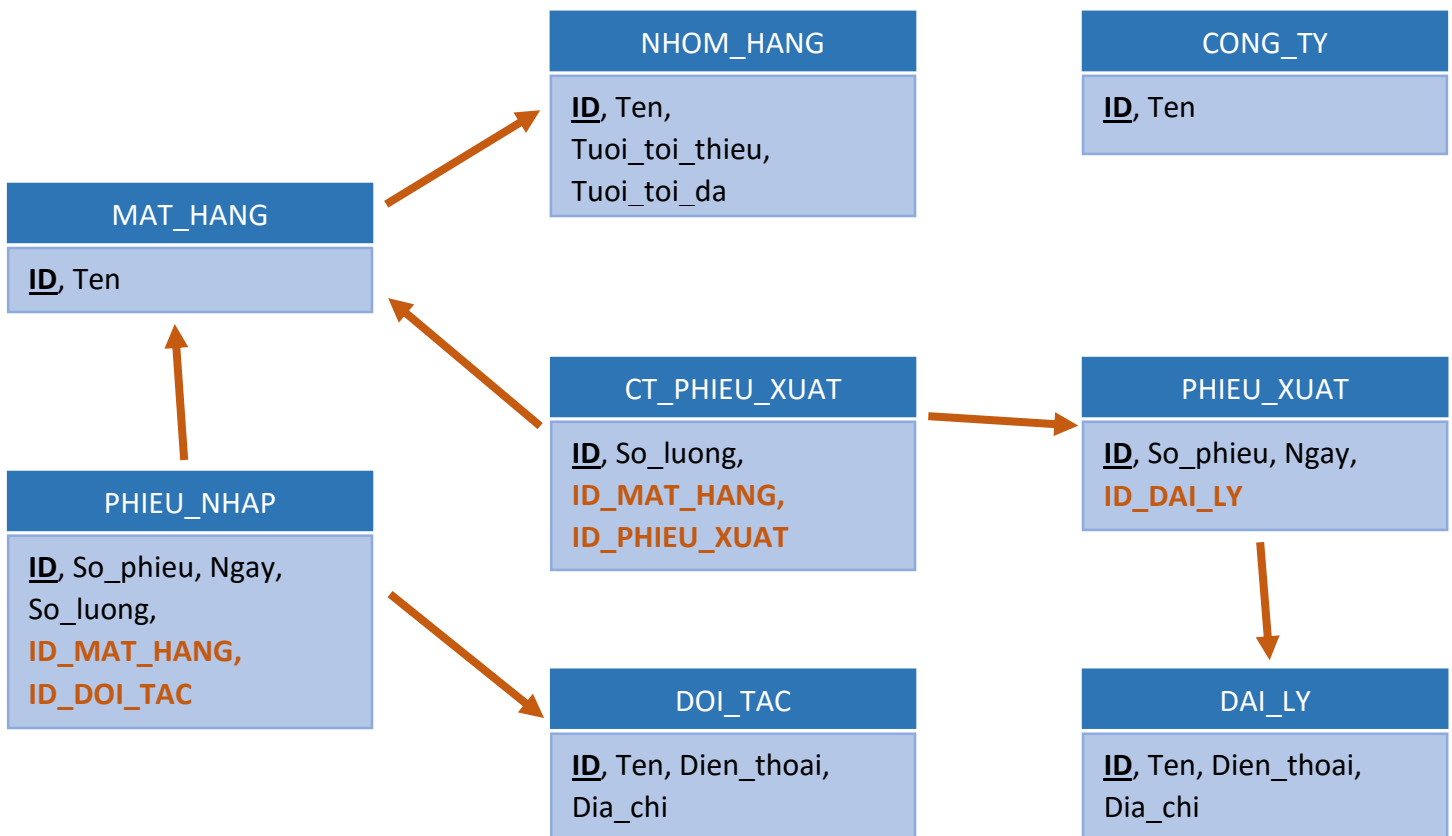 NHOM_HANG
ID, Ten,
Tuoi_toi_thieu,
Tuoi_toi_da
CONG_TY
ID, Ten
MAT_HANG
ID, Ten
CT_PHIEU_XUAT
ID, So_luong,
ID_MAT_HANG,
ID_PHIEU_XUAT
PHIEU_XUAT
ID, So_phieu, Ngay,
ID_DAI_LY
PHIEU_NHAP
ID, So_phieu, Ngay,
So_luong,
ID_MAT_HANG,
ID_DOI_TAC
DOI_TAC
ID, Ten, Dien_thoai,
Dia_chi
DAI_LY
ID, Ten, Dien_thoai,
Dia_chi